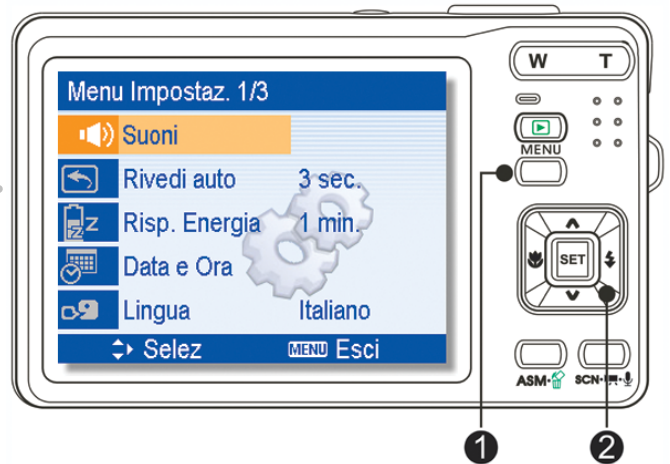 W T
Menu Impostaz. 1/3
Suoni
MENU
Rivedi auto 3 sec.
Risp. Energia 1 min.
Z
Z
SET
Data e Ora
Lingua Italiano
Selez MENU Esci
ASM SCN
1 2